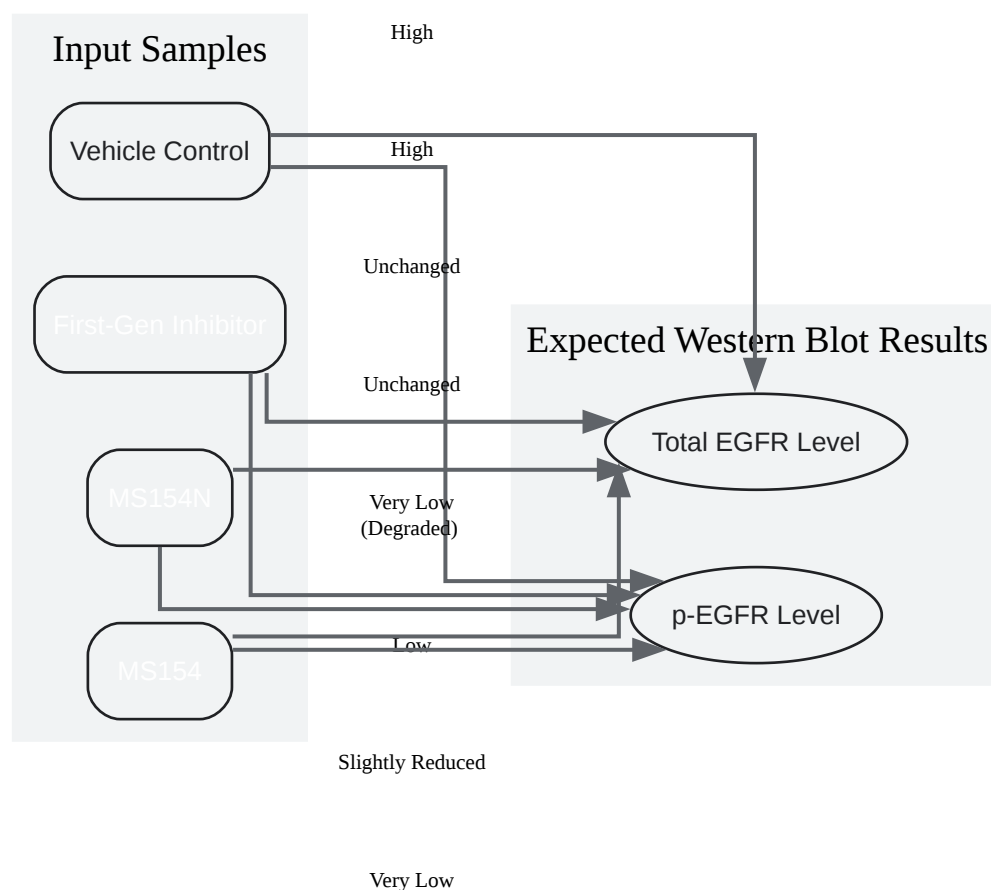 High
Input Samples
Vehicle Control
High
Unchanged
First-Gen Inhibitor
Expected Western Blot Results
Unchanged
Total EGFR Level
MS154N
Very Low
(Degraded)
p-EGFR Level
Low
MS154
Slightly Reduced
Very Low